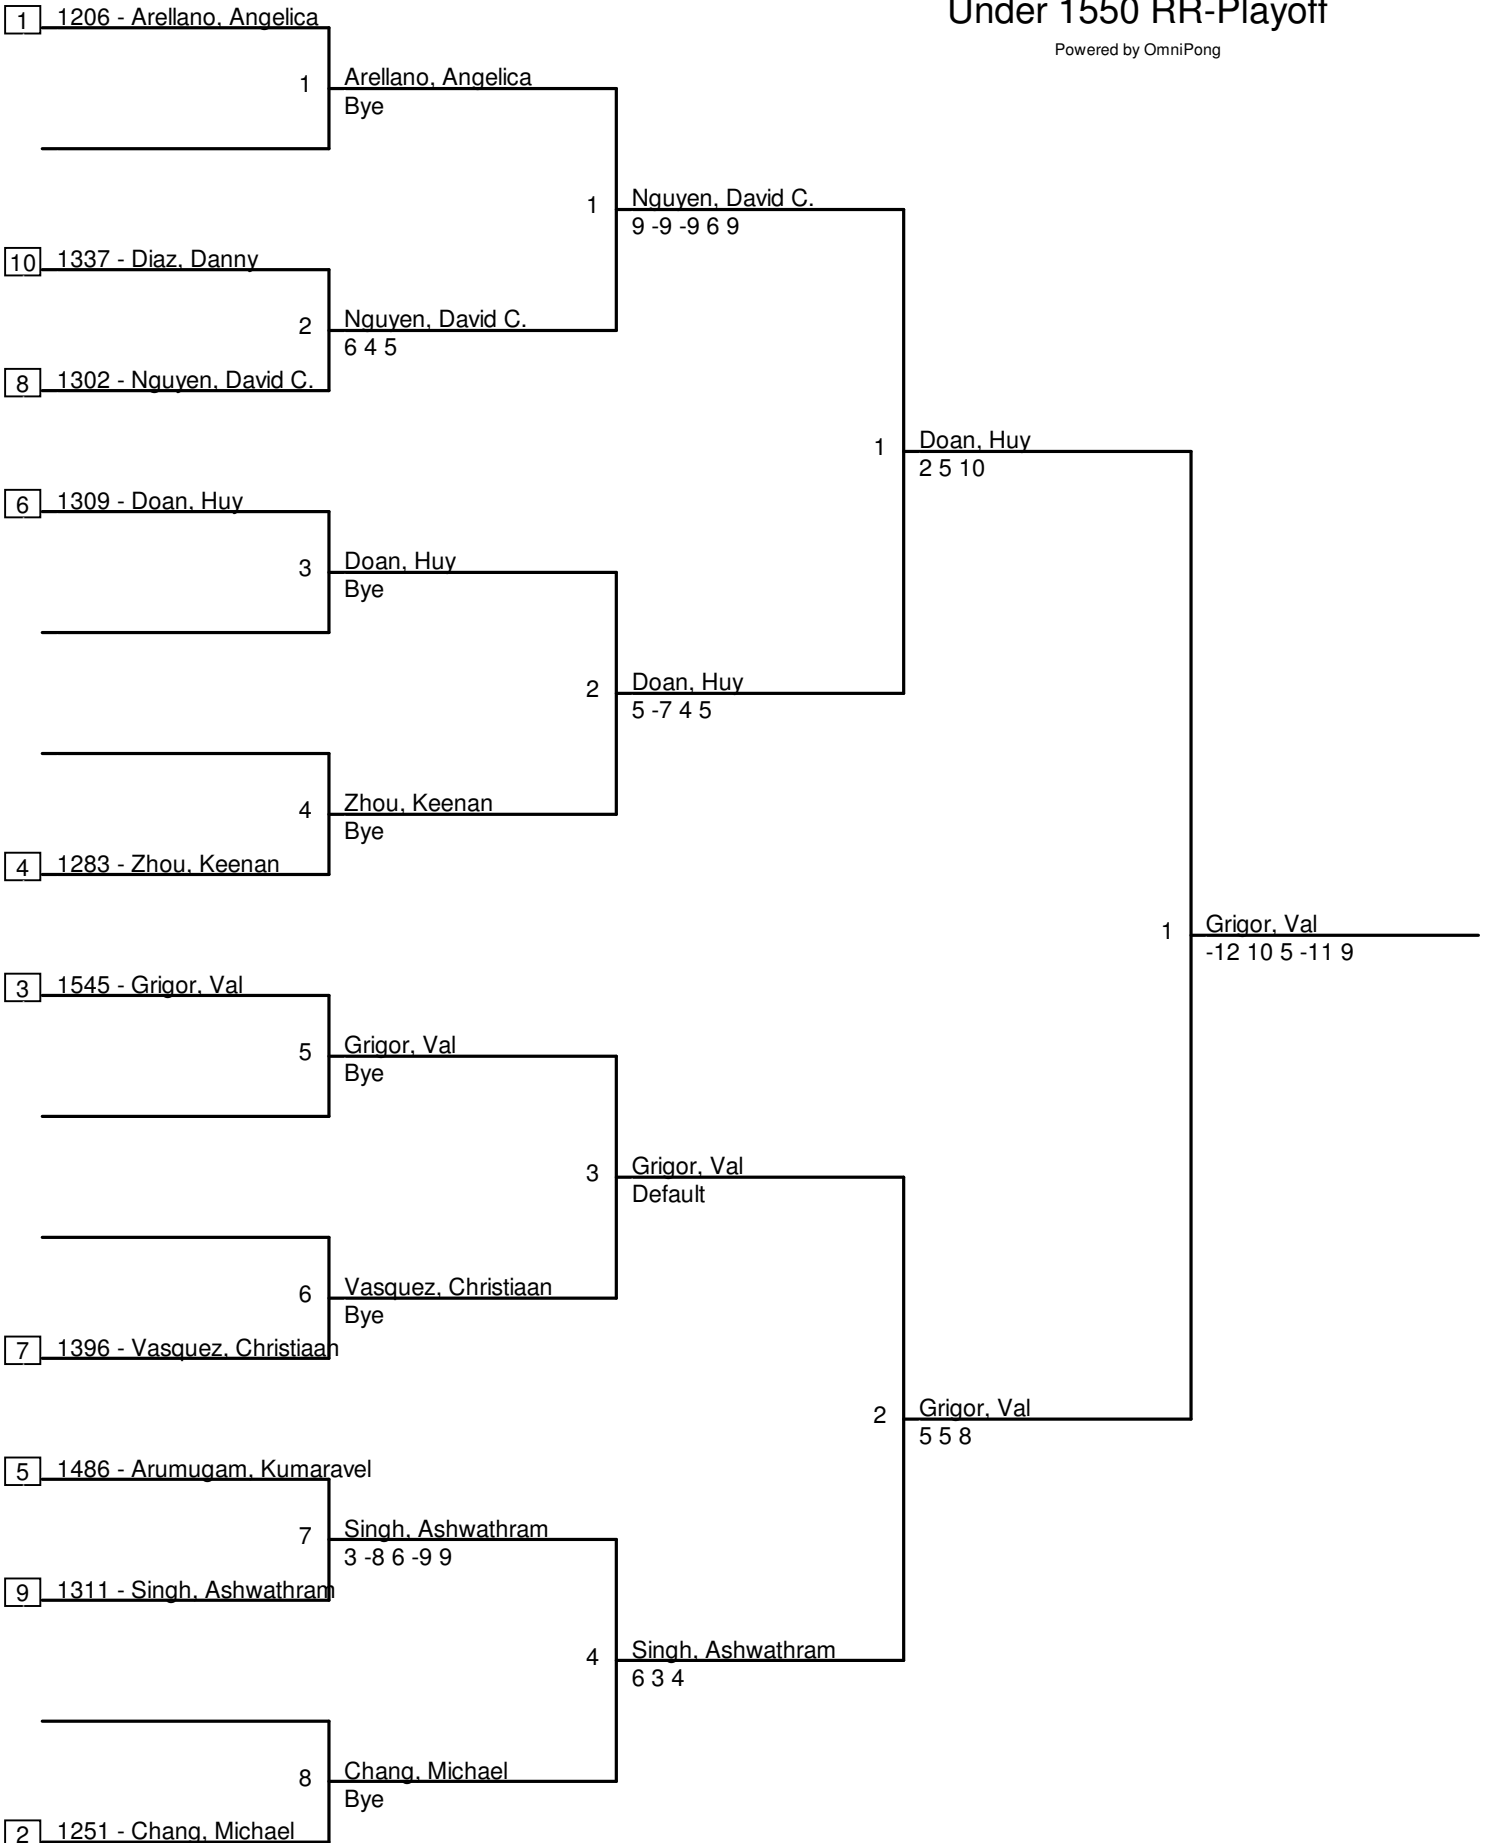 Under 1550 RR-Playoff
Powered by OmniPong
1 1206 - Arellano, Angelica
1 Arellano, Angelica
Bye
1 Nguyen, David C.
9 -9 -9 6 9
10 1337 - Diaz, Danny
2 Nguyen, David C.
6 4 5
8 1302 - Nguyen, David C.
1 Doan, Huy
2 5 10
6 1309 - Doan, Huy
3 Doan, Huy
Bye
2 Doan, Huy
5 -7 4 5
4 Zhou, Keenan
Bye
4 1283 - Zhou, Keenan
1 Grigor, Val
-12 10 5 -11 9
3 1545 - Grigor, Val
5 Grigor, Val
Bye
3 Grigor, Val
Default
6 Vasquez, Christiaan
Bye
7 1396 - Vasquez, Christiaan
2 Grigor, Val
5 5 8
5 1486 - Arumugam, Kumaravel
7 Singh, Ashwathram
3 -8 6 -9 9
9 1311 - Singh, Ashwathram
4 Singh, Ashwathram
6 3 4
8 Chang, Michael
Bye
2 1251 - Chang, Michael